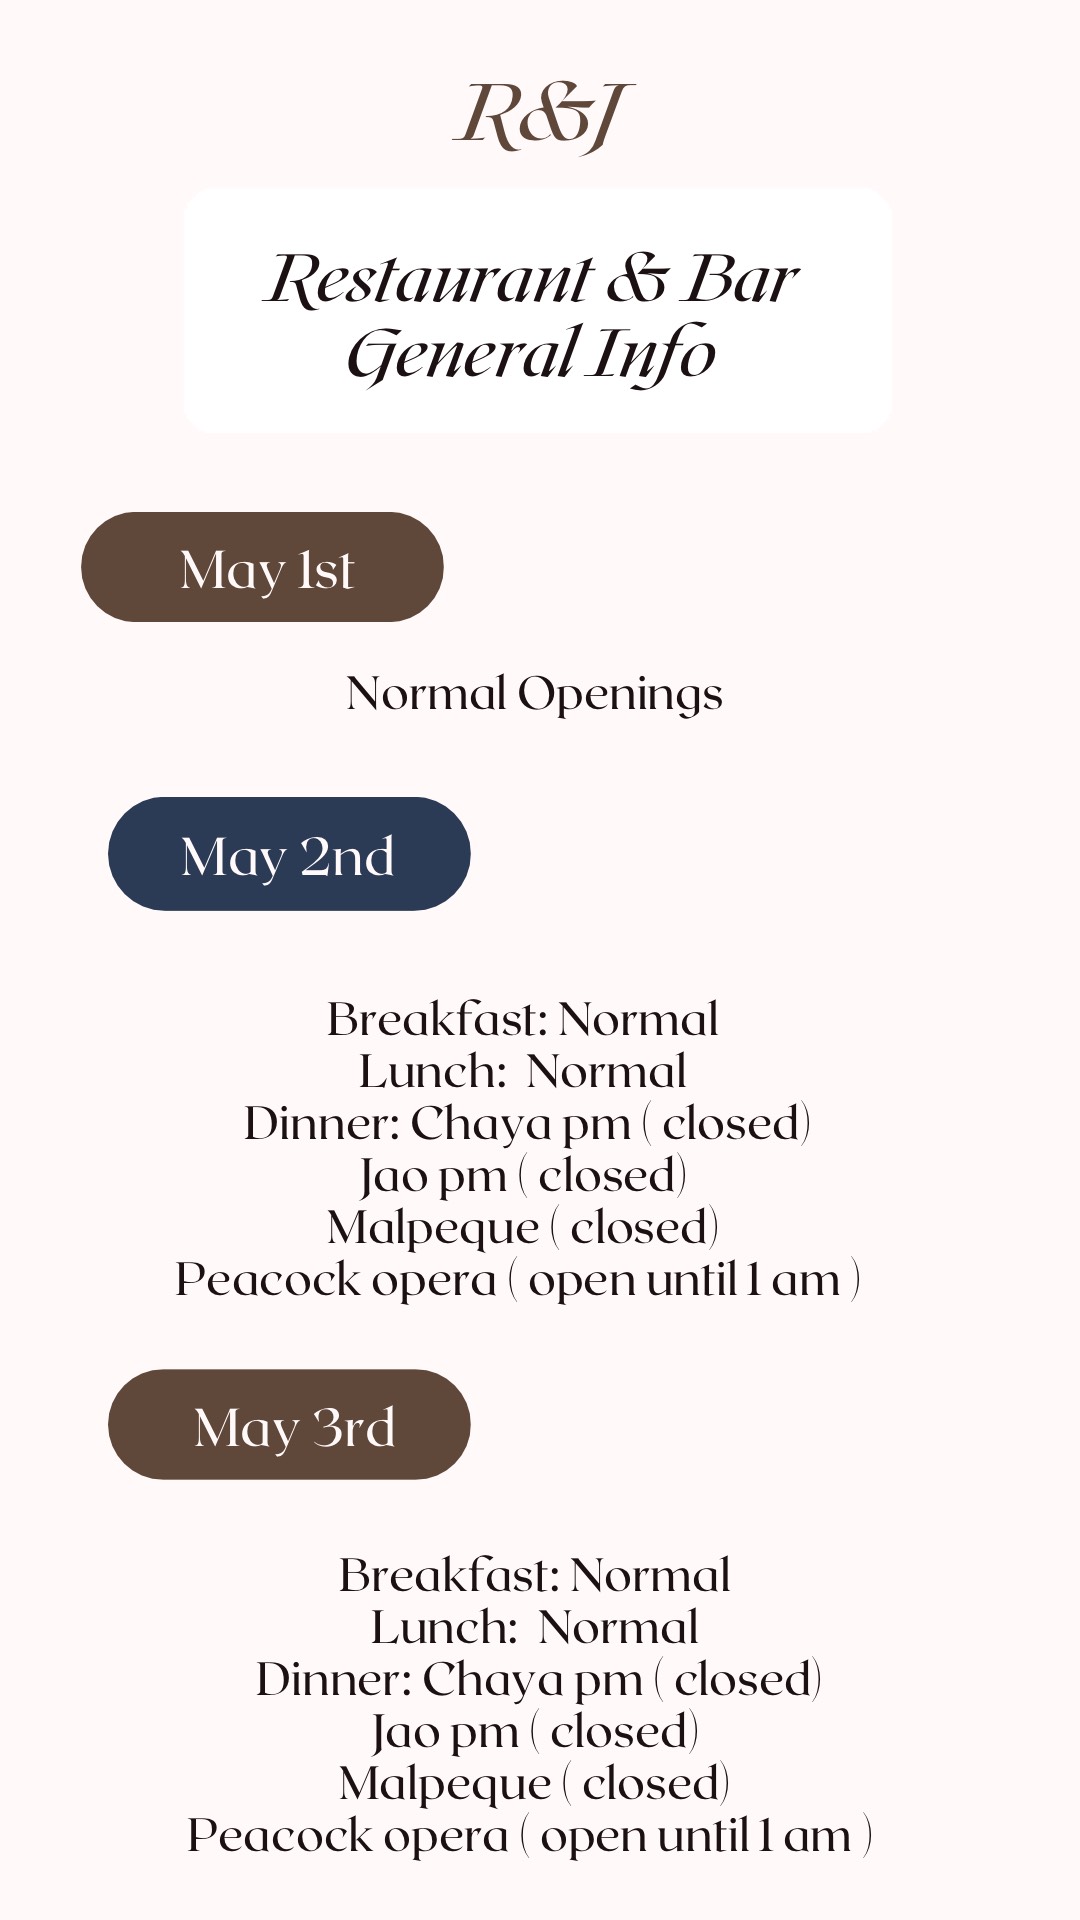 R&J
Restaurant & Bar
General Info
May 1st
Normal Openings
May 2nd
Breakfast: Normal
Lunch:  Normal
Dinner: Chaya pm ( closed)
Jao pm ( closed)
Malpeque ( closed)
Peacock opera ( open until 1 am )
May 3rd
Breakfast: Normal
Lunch:  Normal
Dinner: Chaya pm ( closed)
Jao pm ( closed)
Malpeque ( closed)
Peacock opera ( open until 1 am )